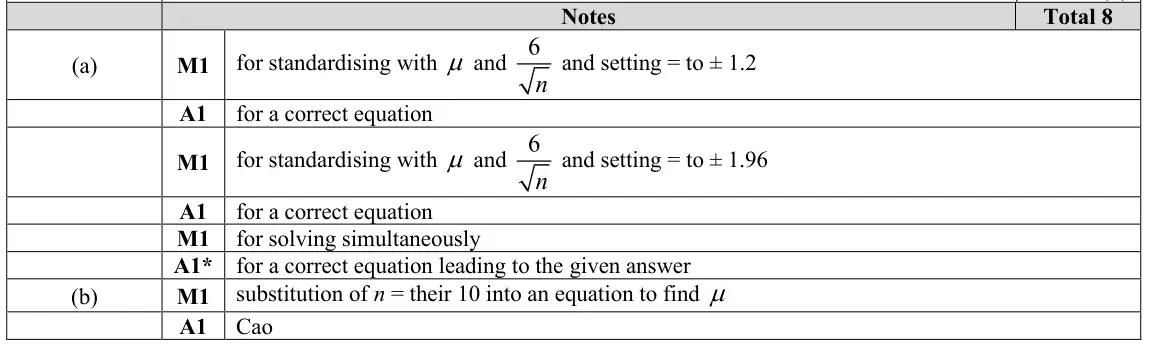 Notes Total 8
(a) M1 for standardising with μ and 6/√n and setting = to ± 1.2
A1 for a correct equation
M1 for standardising with μ and 6/√n and setting = to ± 1.96
A1 for a correct equation
M1 for solving simultaneously
A1* for a correct equation leading to the given answer
(b) M1 substitution of n = their 10 into an equation to find μ
A1 Cao